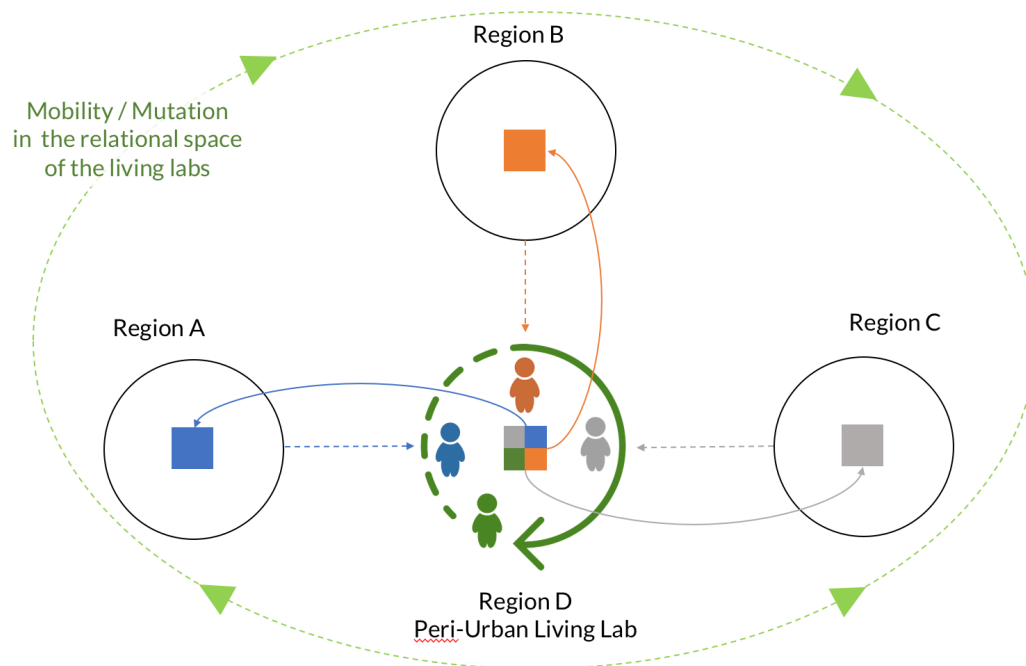 Region B
Mobility / Mutation
in the relational space
of the living labs
Region A
Region C
Region D
Peri-Urban Living Lab